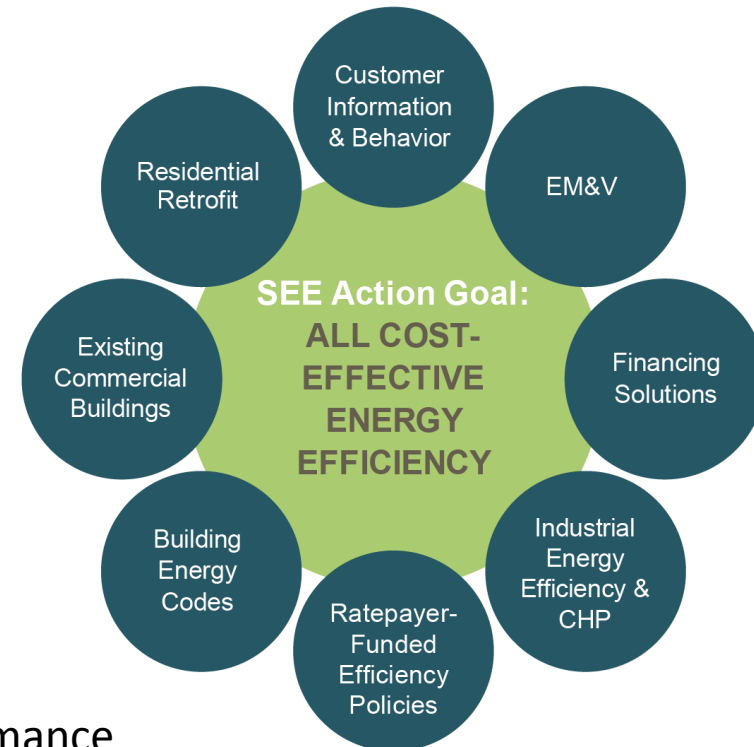 Customer
Information
& Behavior
EM&V
Financing
Solutions
Industrial
Energy
Efficiency &
CHP
Ratepayer-
Funded
Efficiency
Policies
Building
Energy
Codes
Existing
Commercial
Buildings
Residential
Retrofit
SEE Action Goal:
ALL COST-
EFFECTIVE
ENERGY
EFFICIENCY